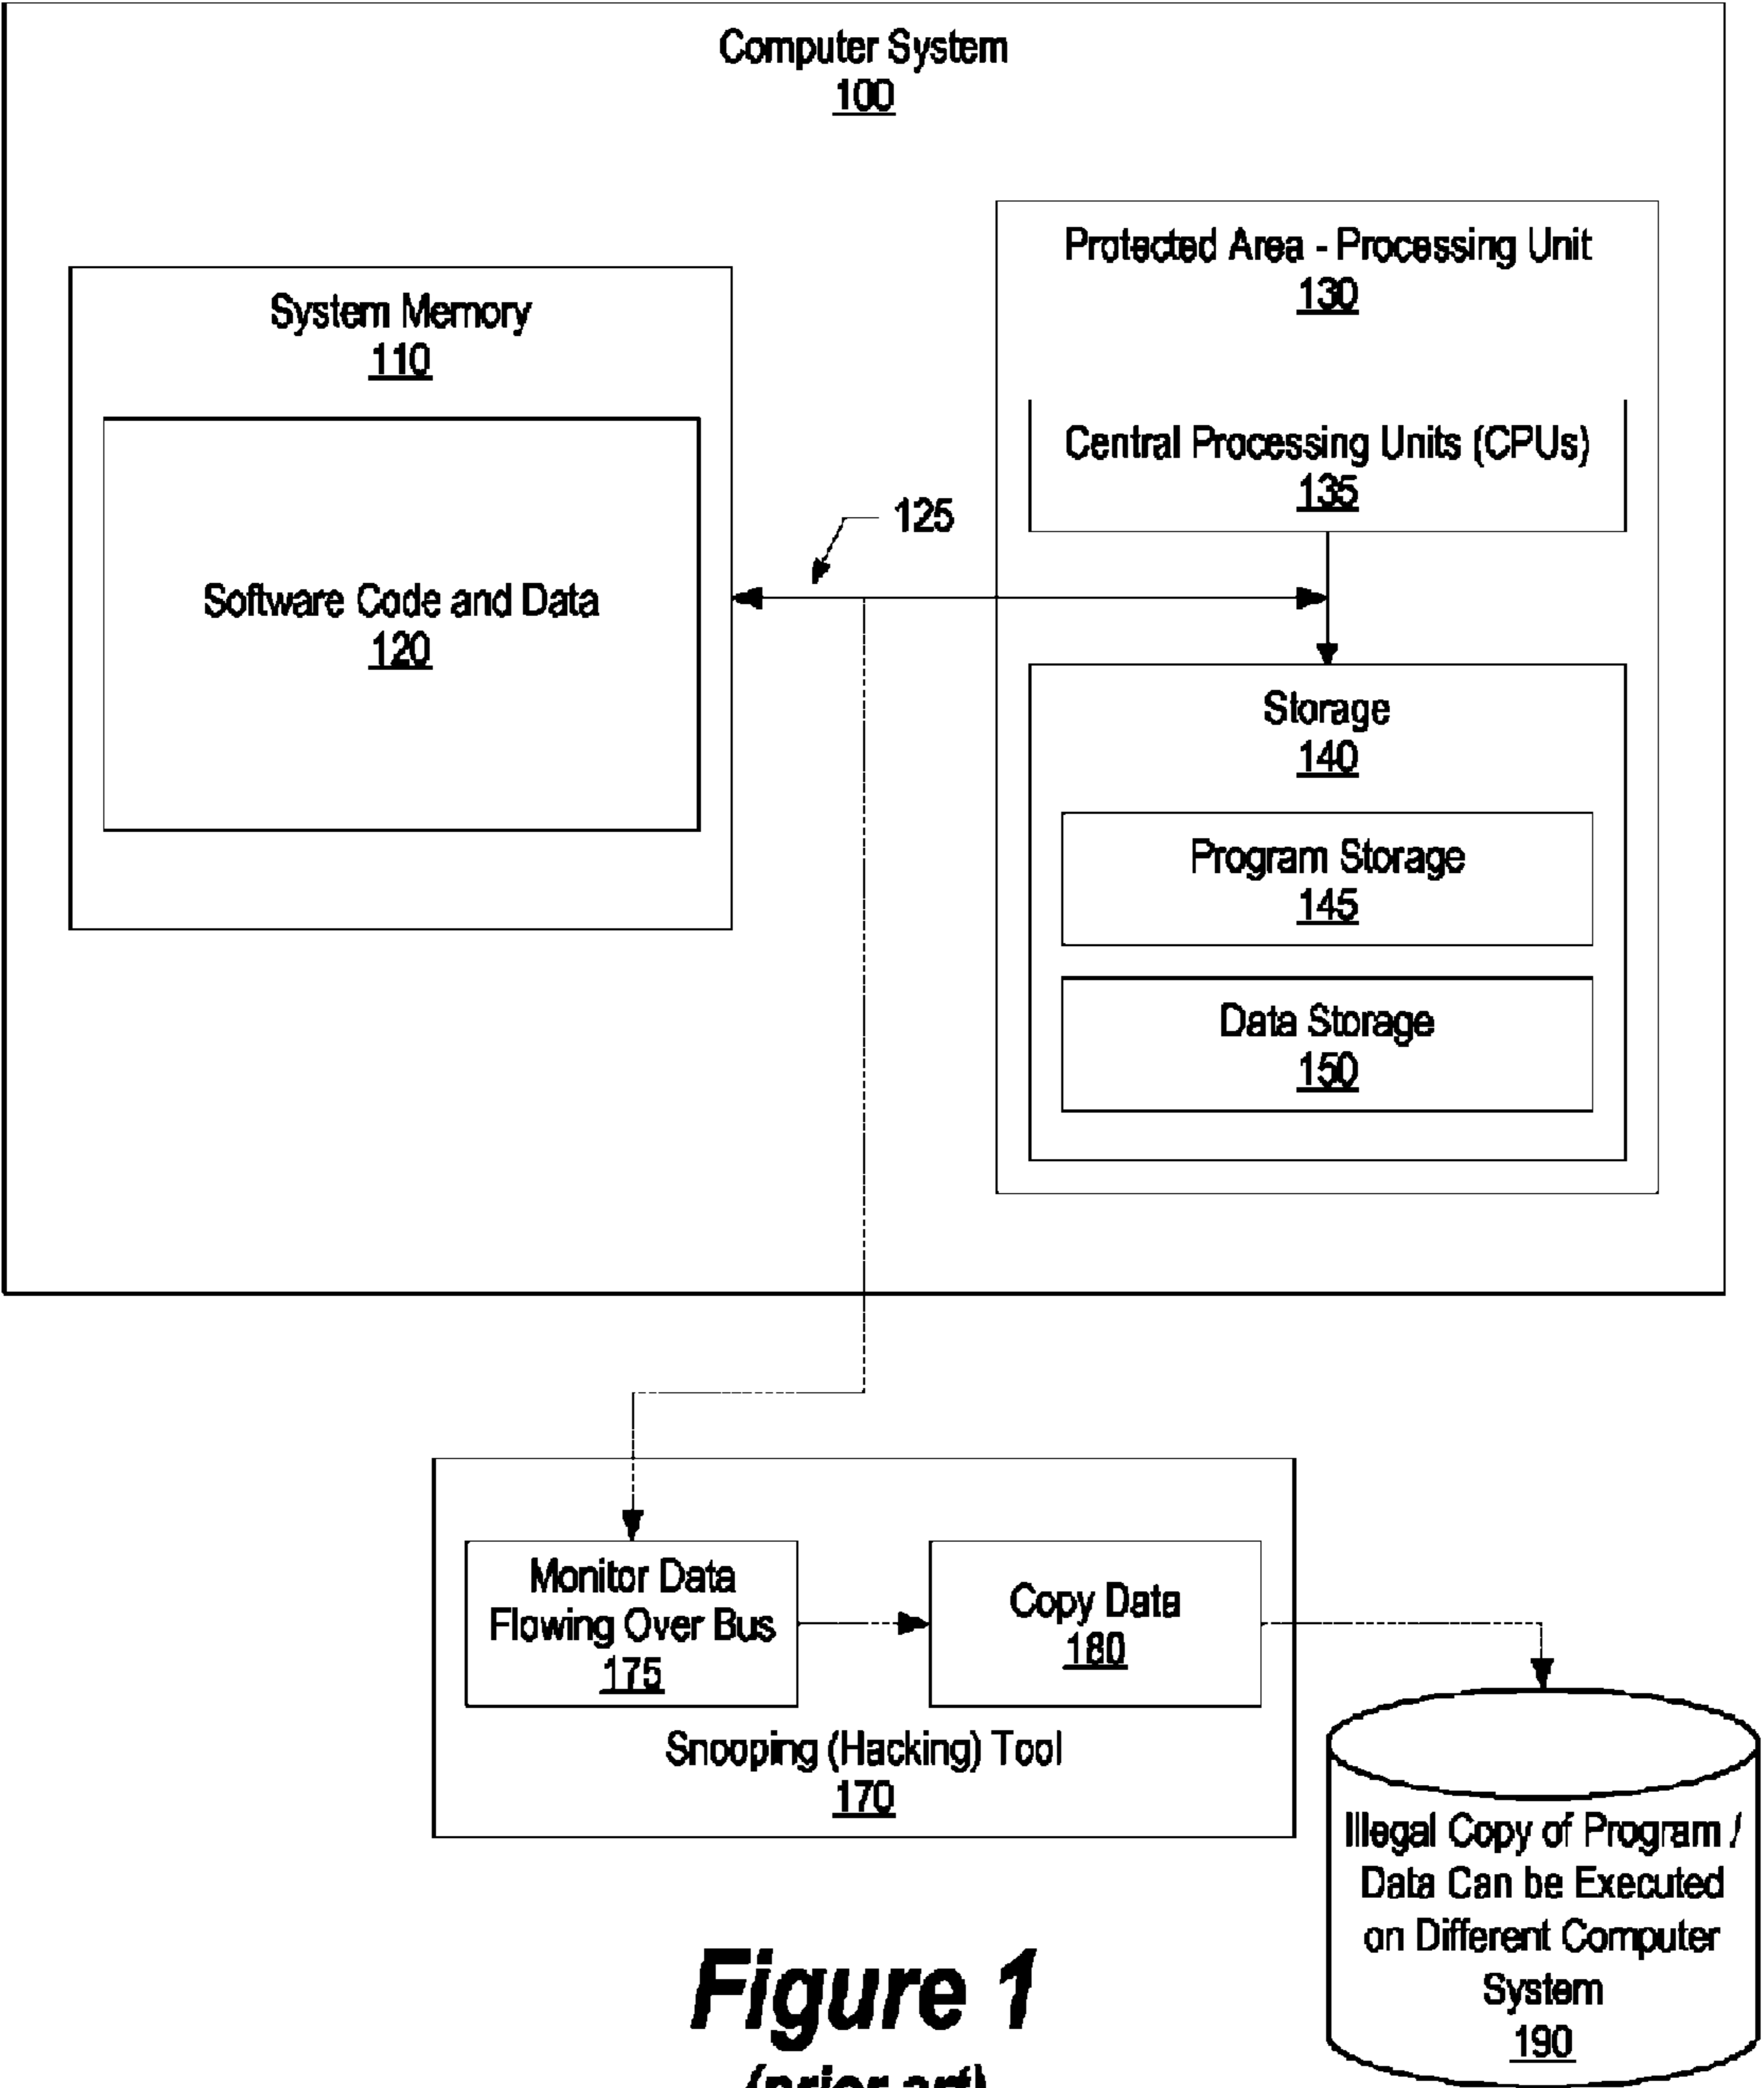 Computer System
100
Protected Area - Processing Unit
130
System Memory
110
Central Processing Units (CPUs)
135
125
Software Code and Data
120
Storage
140
Program Storage
145
Data Storage
150
Monitor Data
Flowing Over Bus
175
Copy Data
180
Snooping (Hacking) Tool
170
Illegal Copy of Program /
Data Can be Executed
on Different Computer
System
190
Figure 1
(prior art)